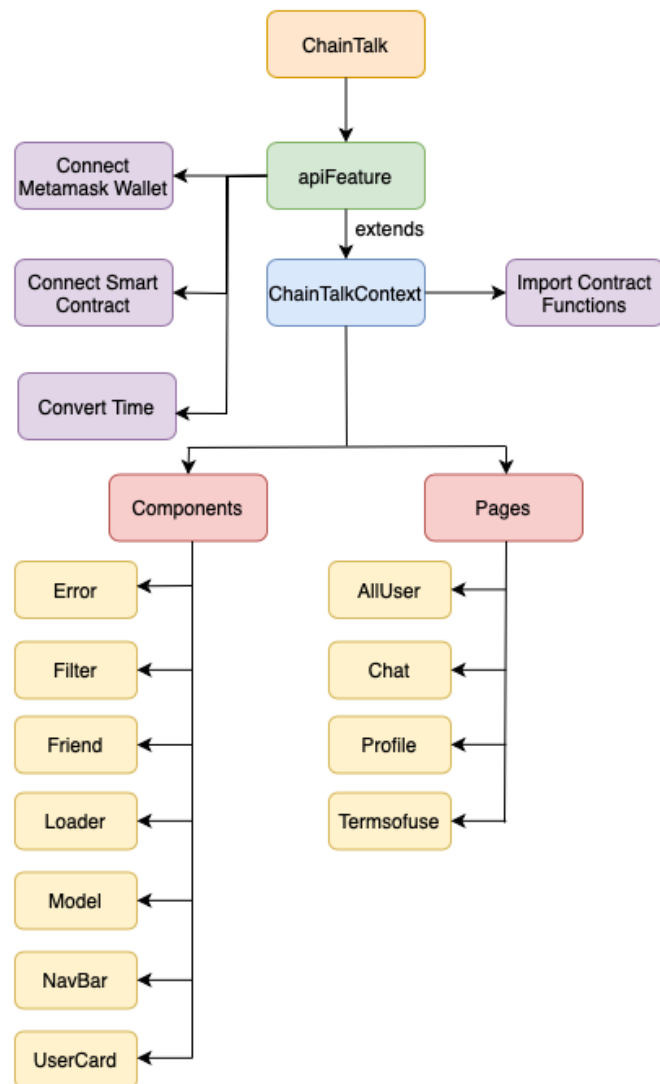 ChainTalk
Connect
Metamask Wallet
apiFeature
extends
Connect Smart
Contract
ChainTalkContext
Import Contract
Functions
Convert Time
Components
Pages
Error
AllUser
Filter
Chat
Friend
Profile
Loader
Termsofuse
Model
NavBar
UserCard